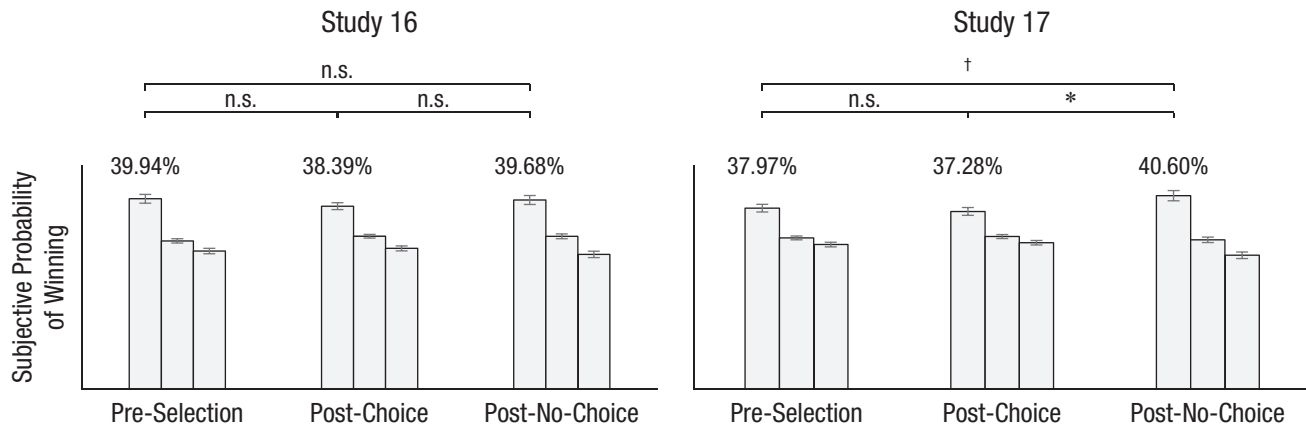 Study 16
n.s.
n.s.
n.s.
39.94%
38.39%
39.68%
Pre-Selection
Post-Choice
Post-No-Choice
Subjective Probability
of Winning
Study 17
†
n.s.
*
37.97%
37.28%
40.60%
Pre-Selection
Post-Choice
Post-No-Choice